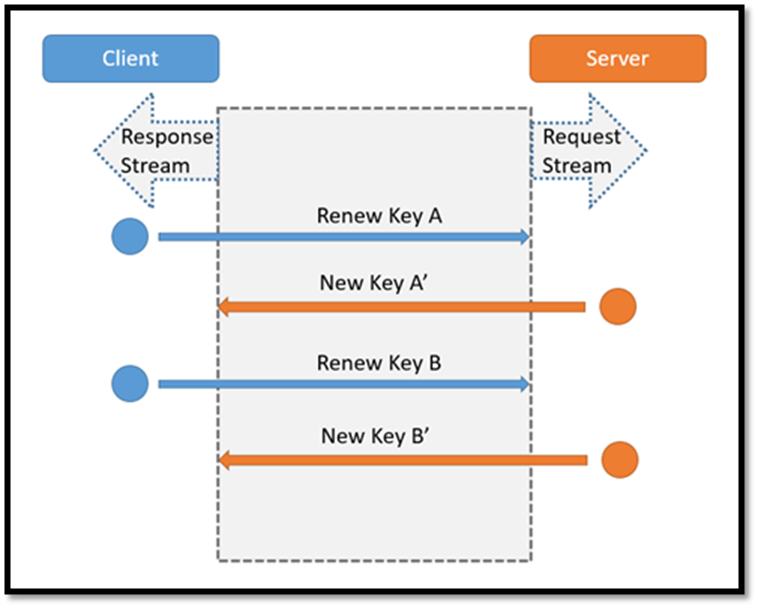 Client
Server
Response
Stream
Request
Stream
Renew Key A
New Key A’
Renew Key B
New Key B’